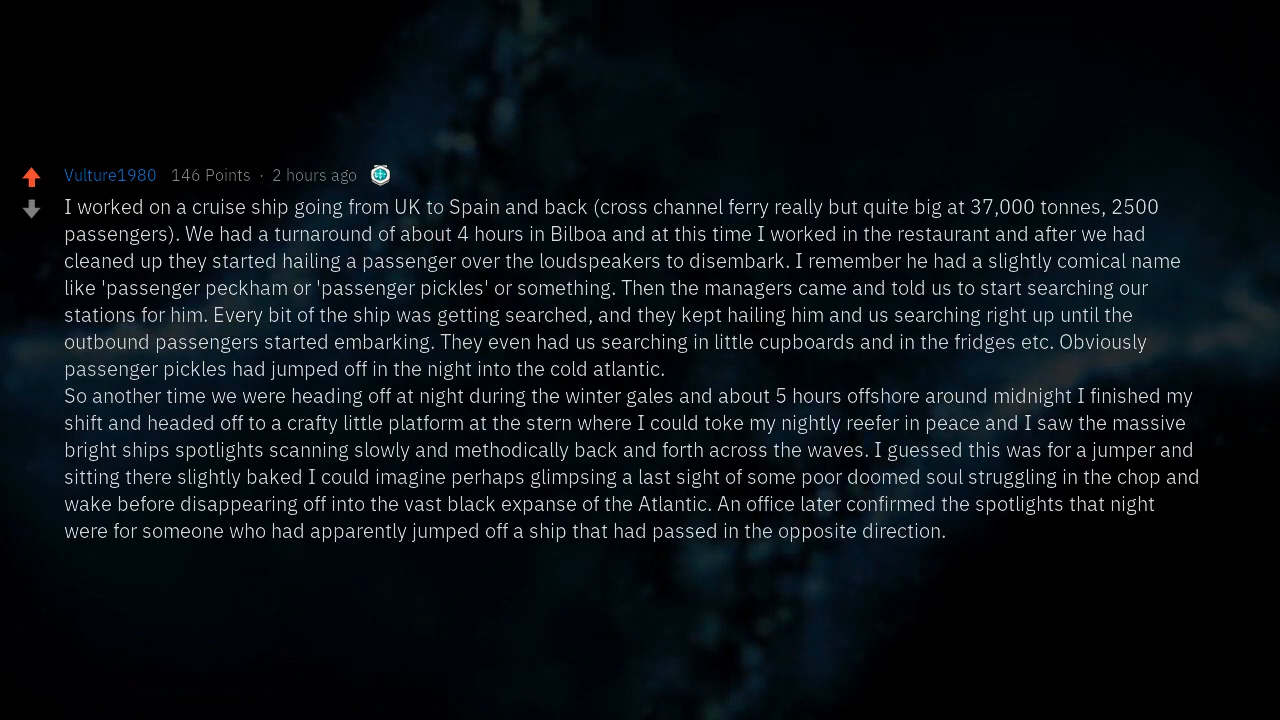 Vulture1980 146 Points · 2 hours ago
I worked on a cruise ship going from UK to Spain and back (cross channel ferry really but quite big at 37,000 tonnes, 2500
passengers). We had a turnaround of about 4 hours in Bilboa and at this time I worked in the restaurant and after we had
cleaned up they started hailing a passenger over the loudspeakers to disembark. I remember he had a slightly comical name
like 'passenger peckham or 'passenger pickles' or something. Then the managers came and told us to start searching our
stations for him. Every bit of the ship was getting searched, and they kept hailing him and us searching right up until the
outbound passengers started embarking. They even had us searching in little cupboards and in the fridges etc. Obviously
passenger pickles had jumped off in the night into the cold atlantic.
So another time we were heading off at night during the winter gales and about 5 hours offshore around midnight I finished my
shift and headed off to a crafty little platform at the stern where I could toke my nightly reefer in peace and I saw the massive
bright ships spotlights scanning slowly and methodically back and forth across the waves. I guessed this was for a jumper and
sitting there slightly baked I could imagine perhaps glimpsing a last sight of some poor doomed soul struggling in the chop and
wake before disappearing off into the vast black expanse of the Atlantic. An office later confirmed the spotlights that night
were for someone who had apparently jumped off a ship that had passed in the opposite direction.